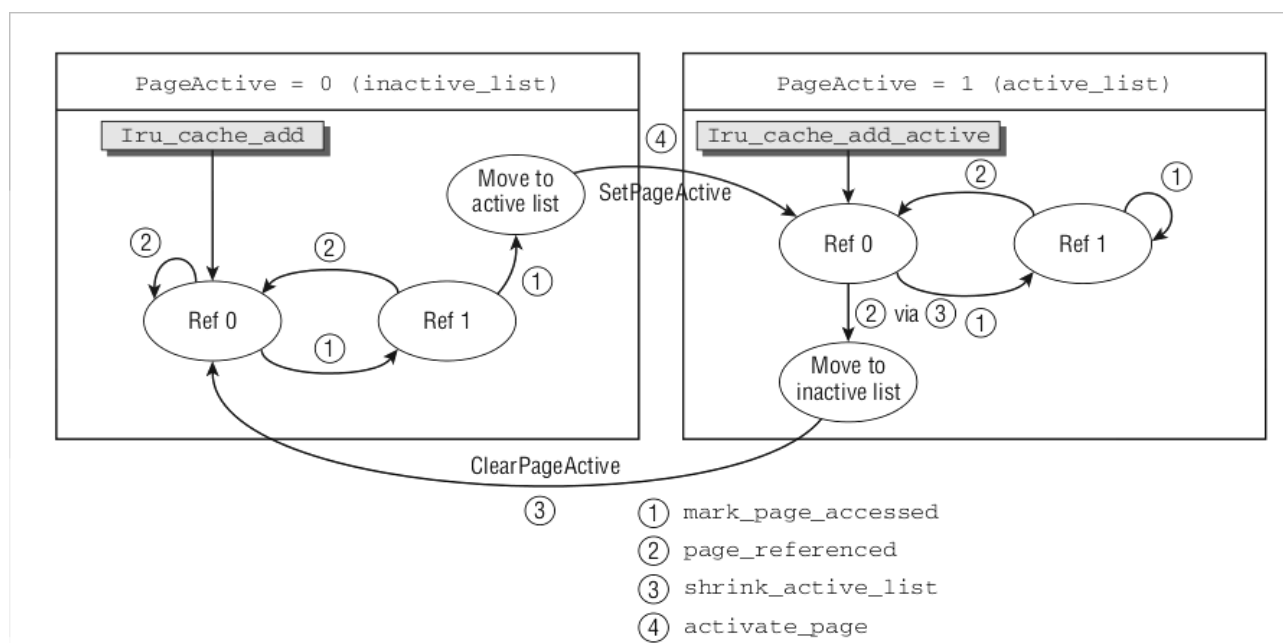 PageActive = 0 (inactive_list)
Iru_cache_add
Move to
active list
②
②
①
Ref 0
Ref 1
①
④
SetPageActive
PageActive = 1 (active_list)
Iru_cache_add_active
②
①
Ref 0
Ref 1
② via ③
①
Move to
inactive list
ClearPageActive
③
① mark_page_accessed
② page_referenced
③ shrink_active_list
④ activate_page